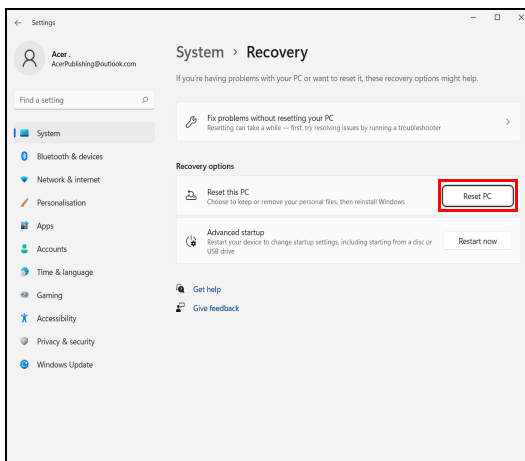 Settings
Acer .
AcerPublishing@outlook.com
Find a setting
System
Bluetooth & devices
Network & internet
Personalisation
Apps
Accounts
Time & language
Gaming
Accessibility
Privacy & security
Windows Update
System > Recovery
If you're having problems with your PC or want to reset it, these recovery options might help.
Fix problems without resetting your PC
Resetting can take a while — first, try resolving issues by running a troubleshooter
Recovery options
Reset this PC
Choose to keep or remove your personal files, then reinstall Windows
Reset PC
Advanced startup
Restart your device to change startup settings, including starting from a disc or
USB drive
Restart now
Get help
Give feedback